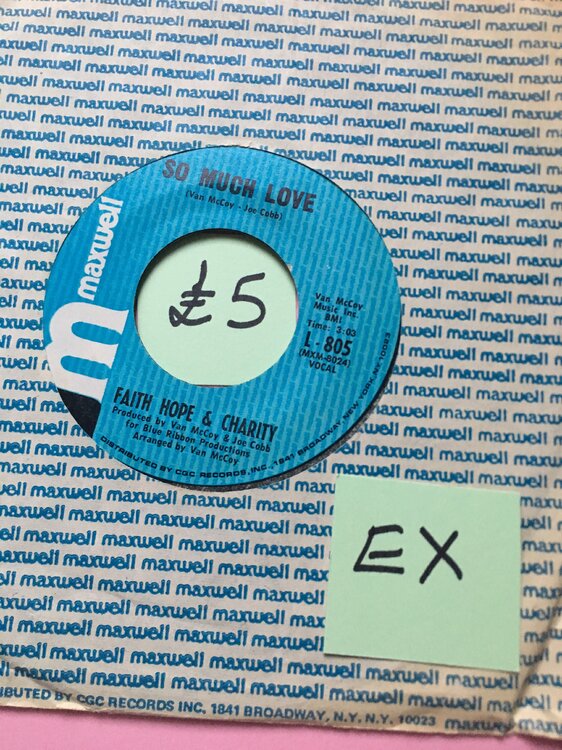 SO MUCH LOVE
(Van McCoy - Joe Cobb)
m maxwell
£5
Van McCoy
Music Inc.
BMI
Time: 3:03
L - 805
(MXM-8024)
VOCAL
FAITH HOPE & CHARITY
Produced by Van McCoy & Joe Cobb
for Blue Ribbon Productions
Arranged by Van McCoy
DISTRIBUTED BY CGC RECORDS, INC., 1841 BROADWAY, NEW YORK, N.Y. 10023
EX
maxwell maxwell maxwell maxwell maxwell
RIBUTED BY CGC RECORDS INC. 1841 BROADWAY, N.Y. N.Y. 10023